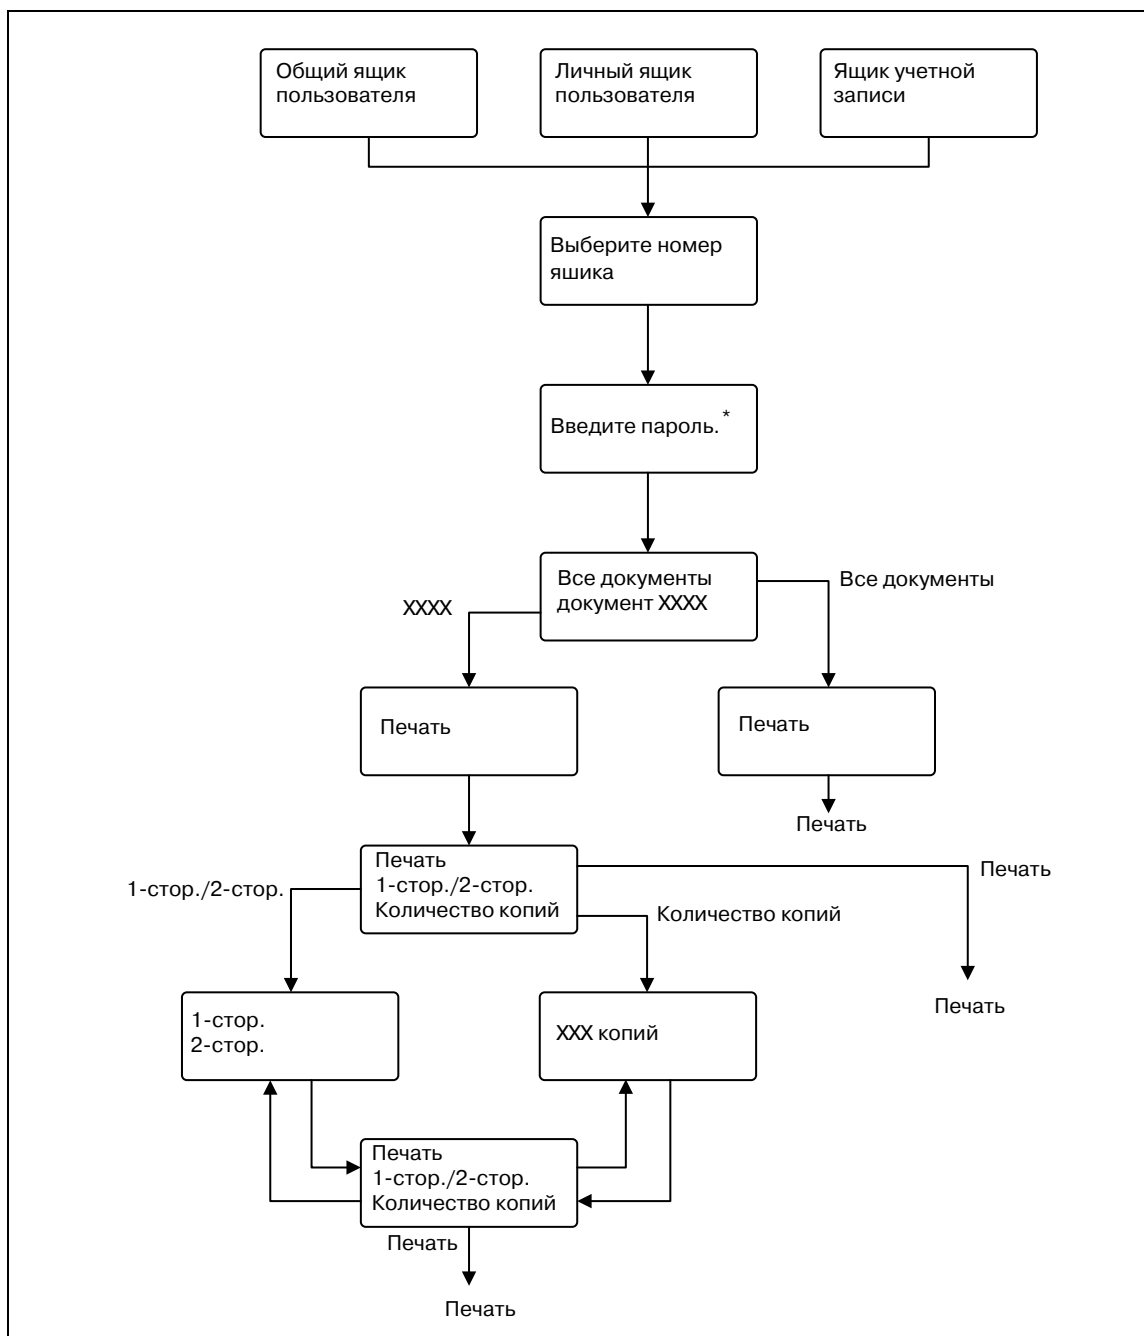 Общий ящик
пользователя
Личный ящик
пользователя
Ящик учетной
записи
Выберите номер
яшика
Введите пароль.*
Все документы
документ XXXX
XXXX
Все документы
Печать
Печать
Печать
Печать
1-стор./2-стор.
Количество копий
1-стор./2-стор.
Печать
Количество копий
Печать
1-стор.
2-стор.
XXX копий
Печать
1-стор./2-стор.
Количество копий
Печать
Печать